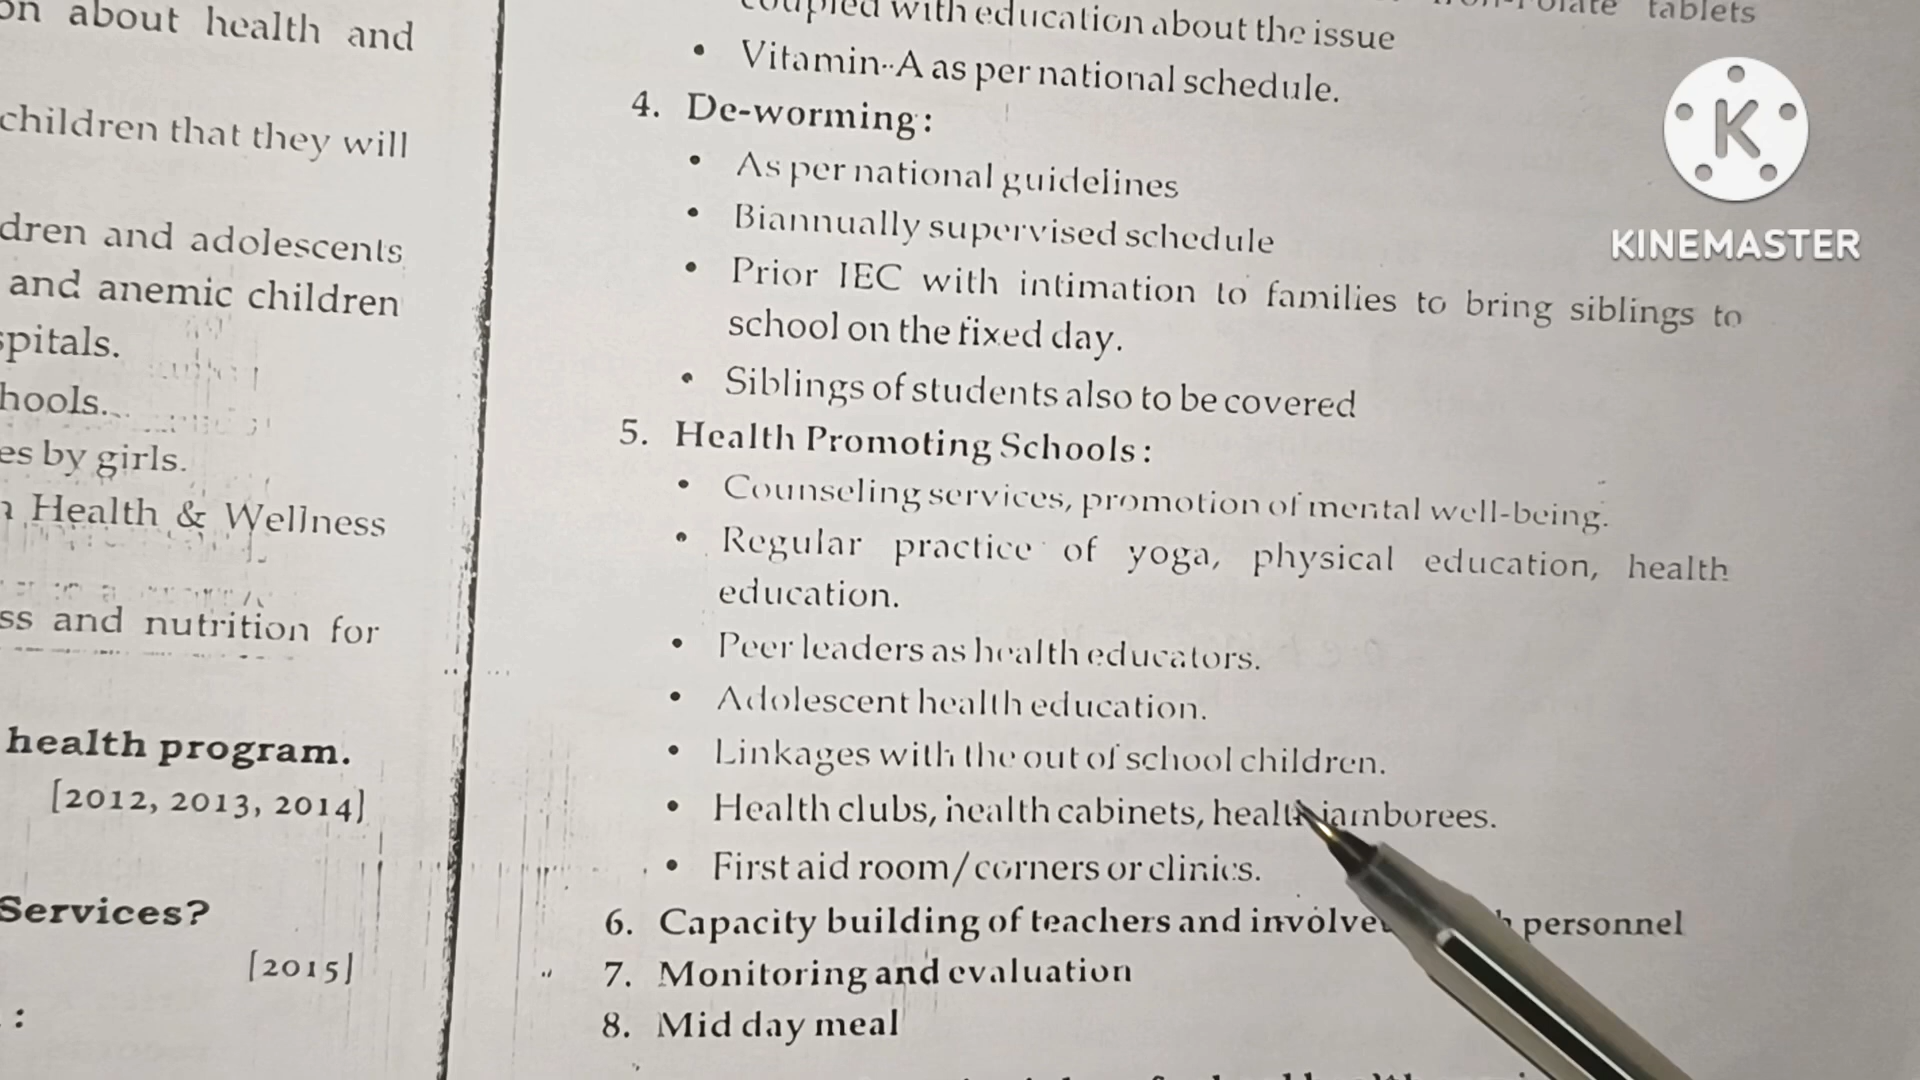 on about health and
children that they will
dren and adolescents
and anemic children
spitals.
hools.
es by girls.
Health & Wellness
ss and nutrition for
health program.
[2012, 2013, 2014]
Services?
[2015]
:
tablets
coupled with education about the issue
• Vitamin-A as per national schedule.
4. De-worming :
• As per national guidelines
• Biannually supervised schedule
• Prior IEC with intimation to families to bring siblings to
school on the fixed day.
• Siblings of students also to be covered
5. Health Promoting Schools :
• Counseling services, promotion of mental well-being.
• Regular practice of yoga, physical education, health
education.
• Peer leaders as health educators.
• Adolescent health education.
• Linkages with the out of school children.
• Health clubs, health cabinets, health jamborees.
• First aid room/corners or clinics.
6. Capacity building of teachers and involve personnel
7. Monitoring and evaluation
8. Mid day meal
K
KINEMASTER